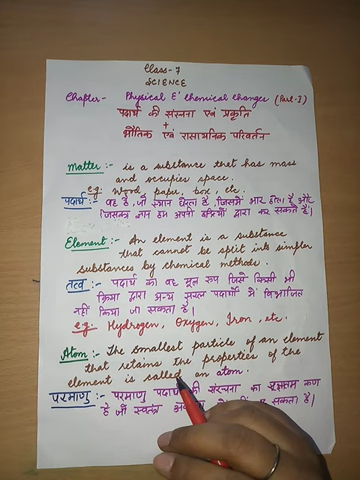 Class-7
SCIENCE
Chapter- Physical & Chemical Changes (Part-I)
पदार्थ की संरचना एवं प्रकृति
+
भौतिक एवं रासायनिक परिवर्तन
Matter :- is a substance that has mass
and occupies space.
e.g. Wood, paper, box, etc.
पदार्थ :- वह है, जो स्थान घेरता है, जिसमें भार होता है और
जिसका हम अपनी द्वारा कर सकते हैं।
Element :- An element is a substance
that cannot be split into simpler
substances by chemical methods.
तत्व :- पदार्थ का वह मूल रूप जिसे किसी भी
क्रिया द्वारा अन्य सरल पदार्थों में विभाजित
नहीं किया जा सकता है।
e.g. Hydrogen, Oxygen, Iron, etc.
Atom :- The smallest particle of an element
that retains the properties of the
element is called an atom.
परमाणु :- परमाणु पदार्थ की संरचना का सूक्ष्मतम कण
है जो स्वतंत्र सकता है।